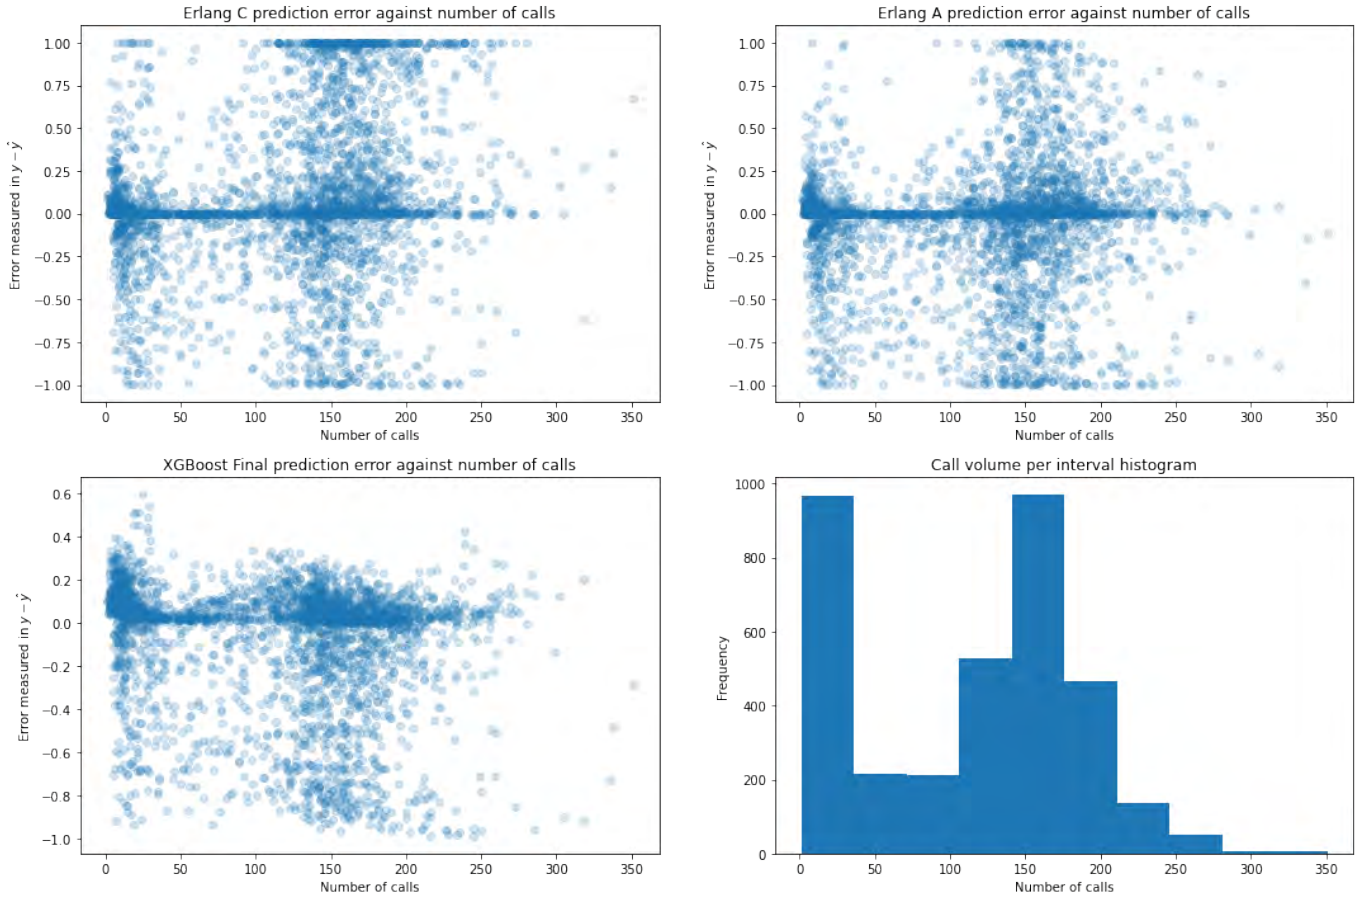 Erlang C prediction error against number of calls
1.00
0.75
0.50
0.25
0.00
−0.25
−0.50
−0.75
−1.00
Error measured in y − ŷ
0 50 100 150 200 250 300 350
Number of calls
Erlang A prediction error against number of calls
1.00
0.75
0.50
0.25
0.00
−0.25
−0.50
−0.75
−1.00
Error measured in y − ŷ
0 50 100 150 200 250 300 350
Number of calls
XGBoost Final prediction error against number of calls
0.6
0.4
0.2
0.0
−0.2
−0.4
−0.6
−0.8
−1.0
Error measured in y − ŷ
0 50 100 150 200 250 300 350
Number of calls
Call volume per interval histogram
1000
800
600
400
200
0
Frequency
0 50 100 150 200 250 300 350
Number of calls